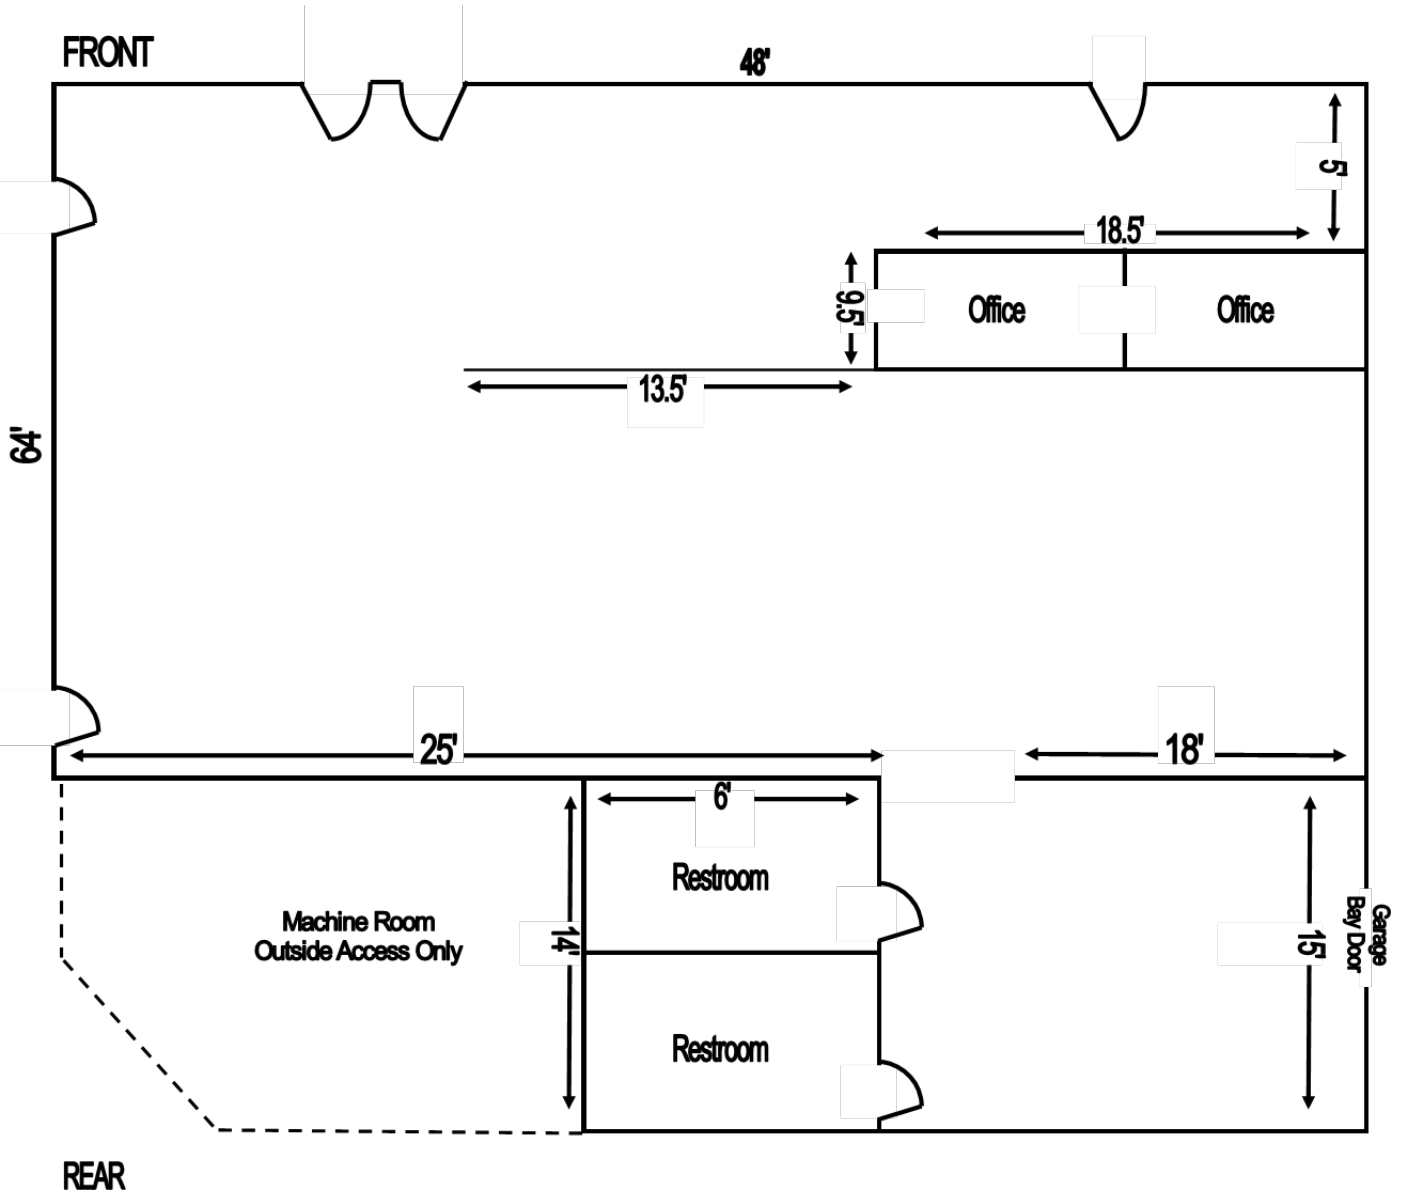 FRONT
48'
5'
18.5'
9.5'
Office
Office
13.5'
64'
25'
18'
6'
Restroom
Machine Room
Outside Access Only
14'
15'
Garage
Bay Door
Restroom
REAR